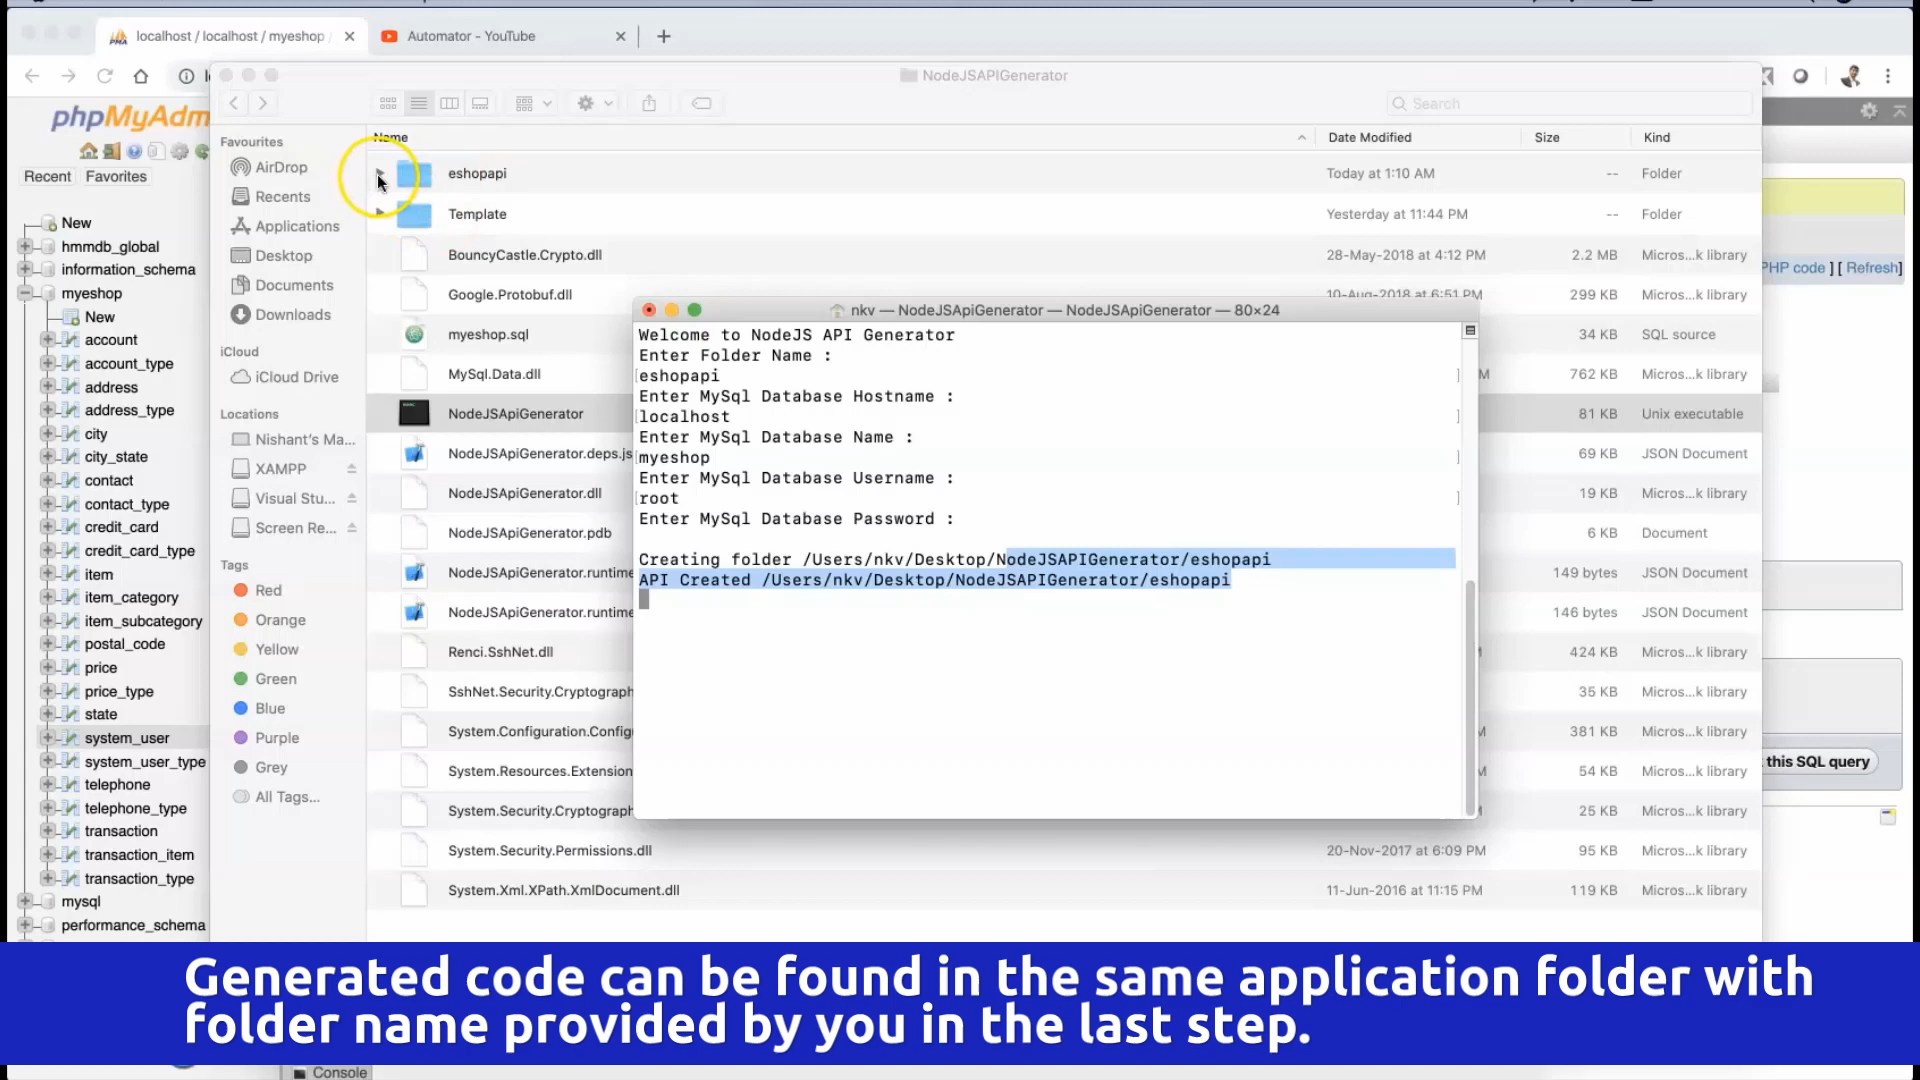 localhost / localhost / myeshop
Automator - YouTube
NodeJSAPIGenerator
Search
phpMyAdm
Recent
Favorites
New
hmmdb_global
information_schema
myeshop
New
account
account_type
address
address_type
city
city_state
contact
contact_type
credit_card
credit_card_type
item
item_category
item_subcategory
postal_code
price
price_type
state
system_user
system_user_type
telephone
telephone_type
transaction
transaction_item
transaction_type
mysql
performance_schema
Favourites
AirDrop
Recents
Applications
Desktop
Documents
Downloads
iCloud
iCloud Drive
Locations
Nishant's Ma...
XAMPP
Visual Stu...
Screen Re...
Tags
Red
Orange
Yellow
Green
Blue
Purple
Grey
All Tags...
Name Date Modified Size Kind
eshopapi Today at 1:10 AM -- Folder
Template Yesterday at 11:44 PM -- Folder
BouncyCastle.Crypto.dll 28-May-2018 at 4:12 PM 2.2 MB Micros...k library
Google.Protobuf.dll 10-Aug-2018 at 6:51 PM 299 KB Micros...k library
myeshop.sql 34 KB SQL source
MySql.Data.dll M 762 KB Micros...k library
NodeJSApiGenerator 81 KB Unix executable
NodeJSApiGenerator.deps.js 69 KB JSON Document
NodeJSApiGenerator.dll 19 KB Micros...k library
NodeJSApiGenerator.pdb 6 KB Document
NodeJSApiGenerator.runtime 149 bytes JSON Document
NodeJSApiGenerator.runtime 146 bytes JSON Document
Renci.SshNet.dll 424 KB Micros...k library
SshNet.Security.Cryptograph 35 KB Micros...k library
System.Configuration.Config 381 KB Micros...k library
System.Resources.Extension M 54 KB Micros...k library
System.Security.Cryptograph 25 KB Micros...k library
System.Security.Permissions.dll 20-Nov-2017 at 6:09 PM 95 KB Micros...k library
System.Xml.XPath.XmlDocument.dll 11-Jun-2016 at 11:15 PM 119 KB Micros...k library
nkv — NodeJSApiGenerator — NodeJSApiGenerator — 80×24
Welcome to NodeJS API Generator
Enter Folder Name :
[eshopapi ]
Enter MySql Database Hostname :
[localhost ]
Enter MySql Database Name :
[myeshop ]
Enter MySql Database Username :
[root ]
Enter MySql Database Password :
Creating folder /Users/nkv/Desktop/NodeJSAPIGenerator/eshopapi
API Created /Users/nkv/Desktop/NodeJSAPIGenerator/eshopapi
PHP code ] [ Refresh]
this SQL query
Generated code can be found in the same application folder with
folder name provided by you in the last step.
Console